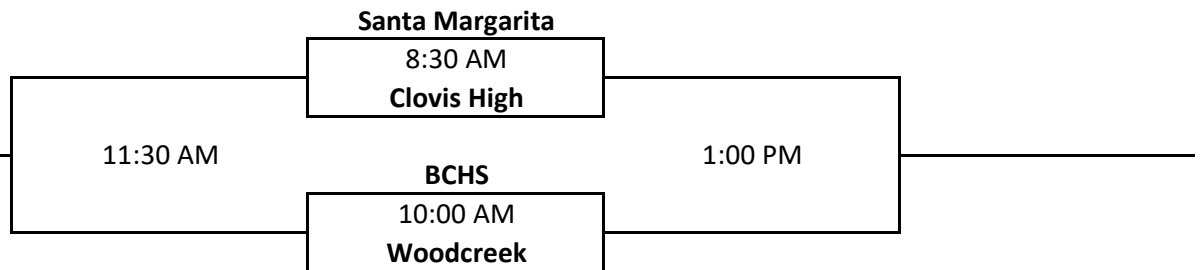 Santa Margarita
8:30 AM
Clovis High
11:30 AM
1:00 PM
BCHS
10:00 AM
Woodcreek